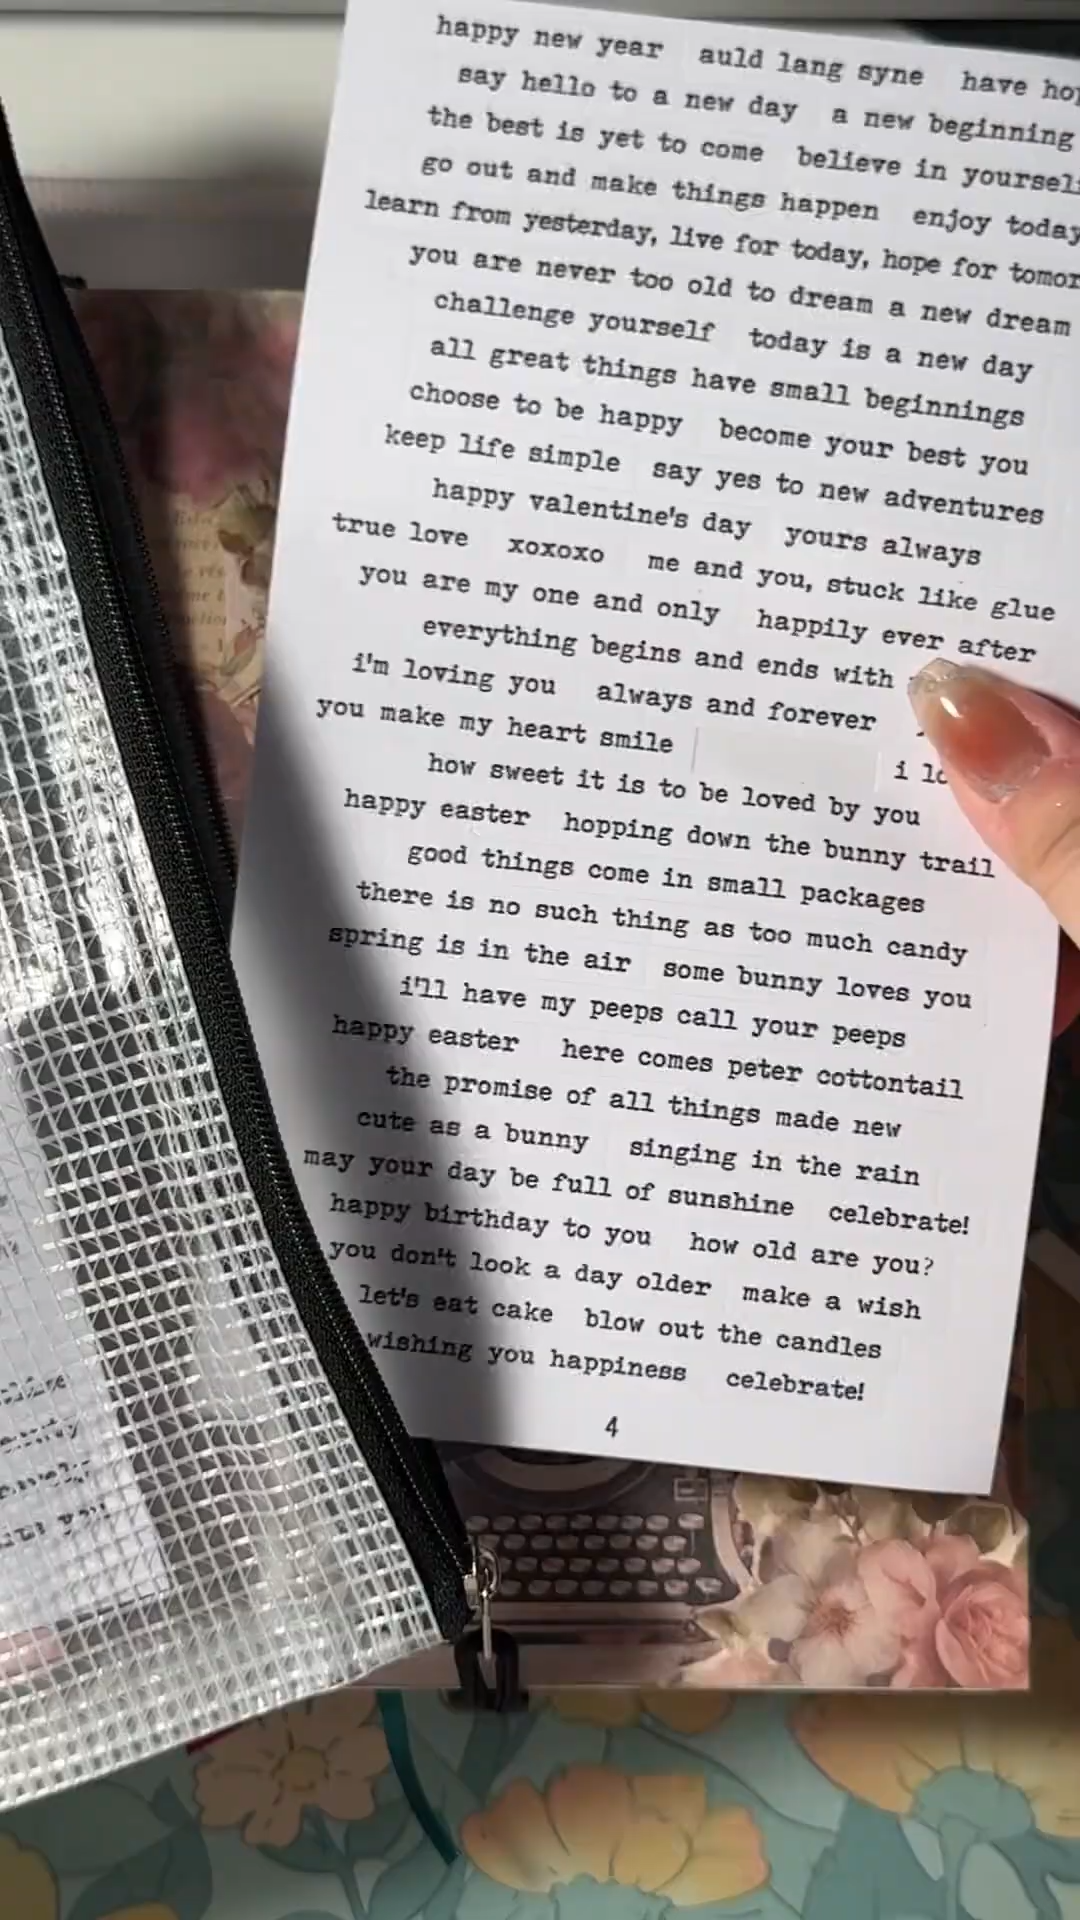 happy new year auld lang syne have
say hello to a new day a new beginning
the best is yet to come believe in
go out and make things happen enjoy today
learn from yesterday, live for today, hope for
you are never too old to dream a new dream
challenge yourself today is a new day
all great things have small beginnings
choose to be happy become your best you
keep life simple say yes to new adventures
happy valentine's day yours always
true love xoxoxo me and you, stuck like glue
you are my one and only happily ever after
everything begins and ends with
i'm loving you always and forever
you make my heart smile i
how sweet it is to be loved by you
happy easter hopping down the bunny trail
good things come in small packages
there is no such thing as too much candy
spring is in the air some bunny loves you
i'll have my peeps call your peeps
happy easter here comes peter cottontail
the promise of all things made new
cute as a bunny singing in the rain
may your day be full of sunshine celebrate!
happy birthday to you how old are you?
you don't look a day older make a wish
let's eat cake blow out the candles
wishing you happiness celebrate!
4